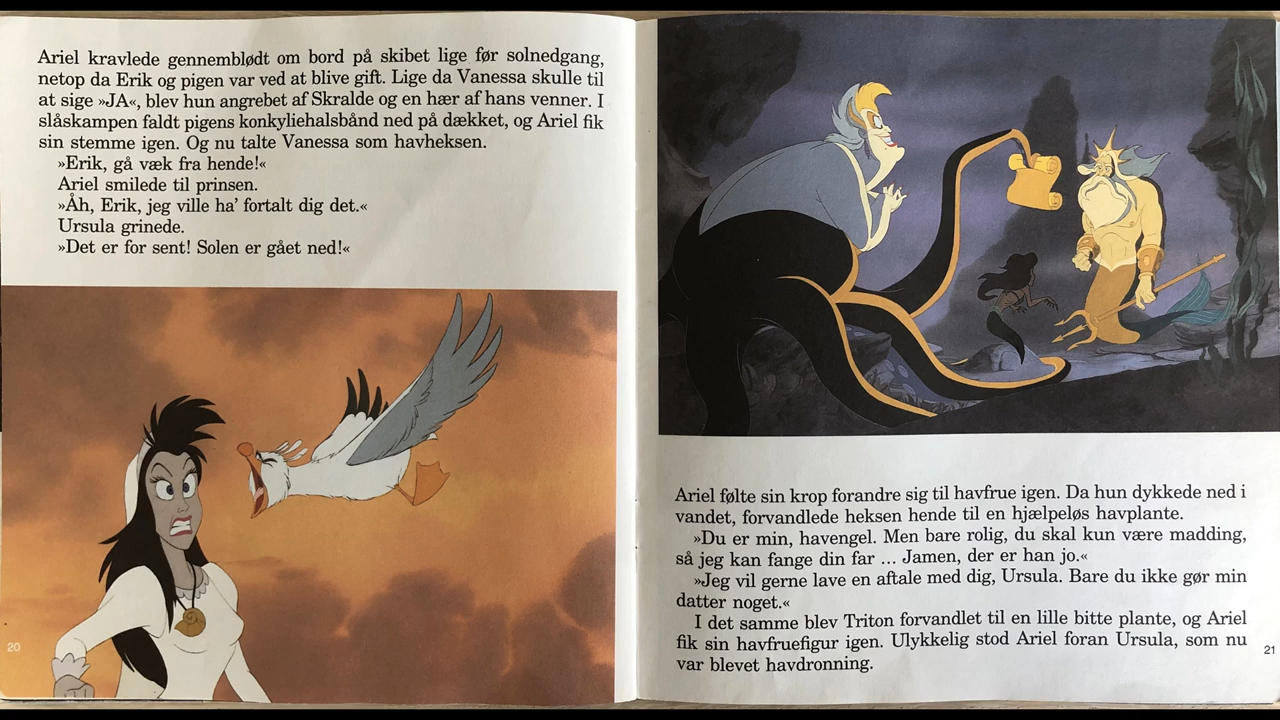 Ariel kravlede gennemblødt om bord på skibet lige før solnedgang,
netop da Erik og pigen var ved at blive gift. Lige da Vanessa skulle til
at sige »JA«, blev hun angrebet af Skralde og en hær af hans venner. I
slåskampen faldt pigens konkyliehalsbånd ned på dækket, og Ariel fik
sin stemme igen. Og nu talte Vanessa som havheksen.
»Erik, gå væk fra hende!«
Ariel smilede til prinsen.
»Åh, Erik, jeg ville ha' fortalt dig det.«
Ursula grinede.
»Det er for sent! Solen er gået ned!«
20
Ariel følte sin krop forandre sig til havfrue igen. Da hun dykkede ned i
vandet, forvandlede heksen hende til en hjælpeløs havplante.
»Du er min, havengel. Men bare rolig, du skal kun være madding,
så jeg kan fange din far ... Jamen, der er han jo.«
»Jeg vil gerne lave en aftale med dig, Ursula. Bare du ikke gør min
datter noget.«
I det samme blev Triton forvandlet til en lille bitte plante, og Ariel
fik sin havfruefigur igen. Ulykkelig stod Ariel foran Ursula, som nu
var blevet havdronning.
21